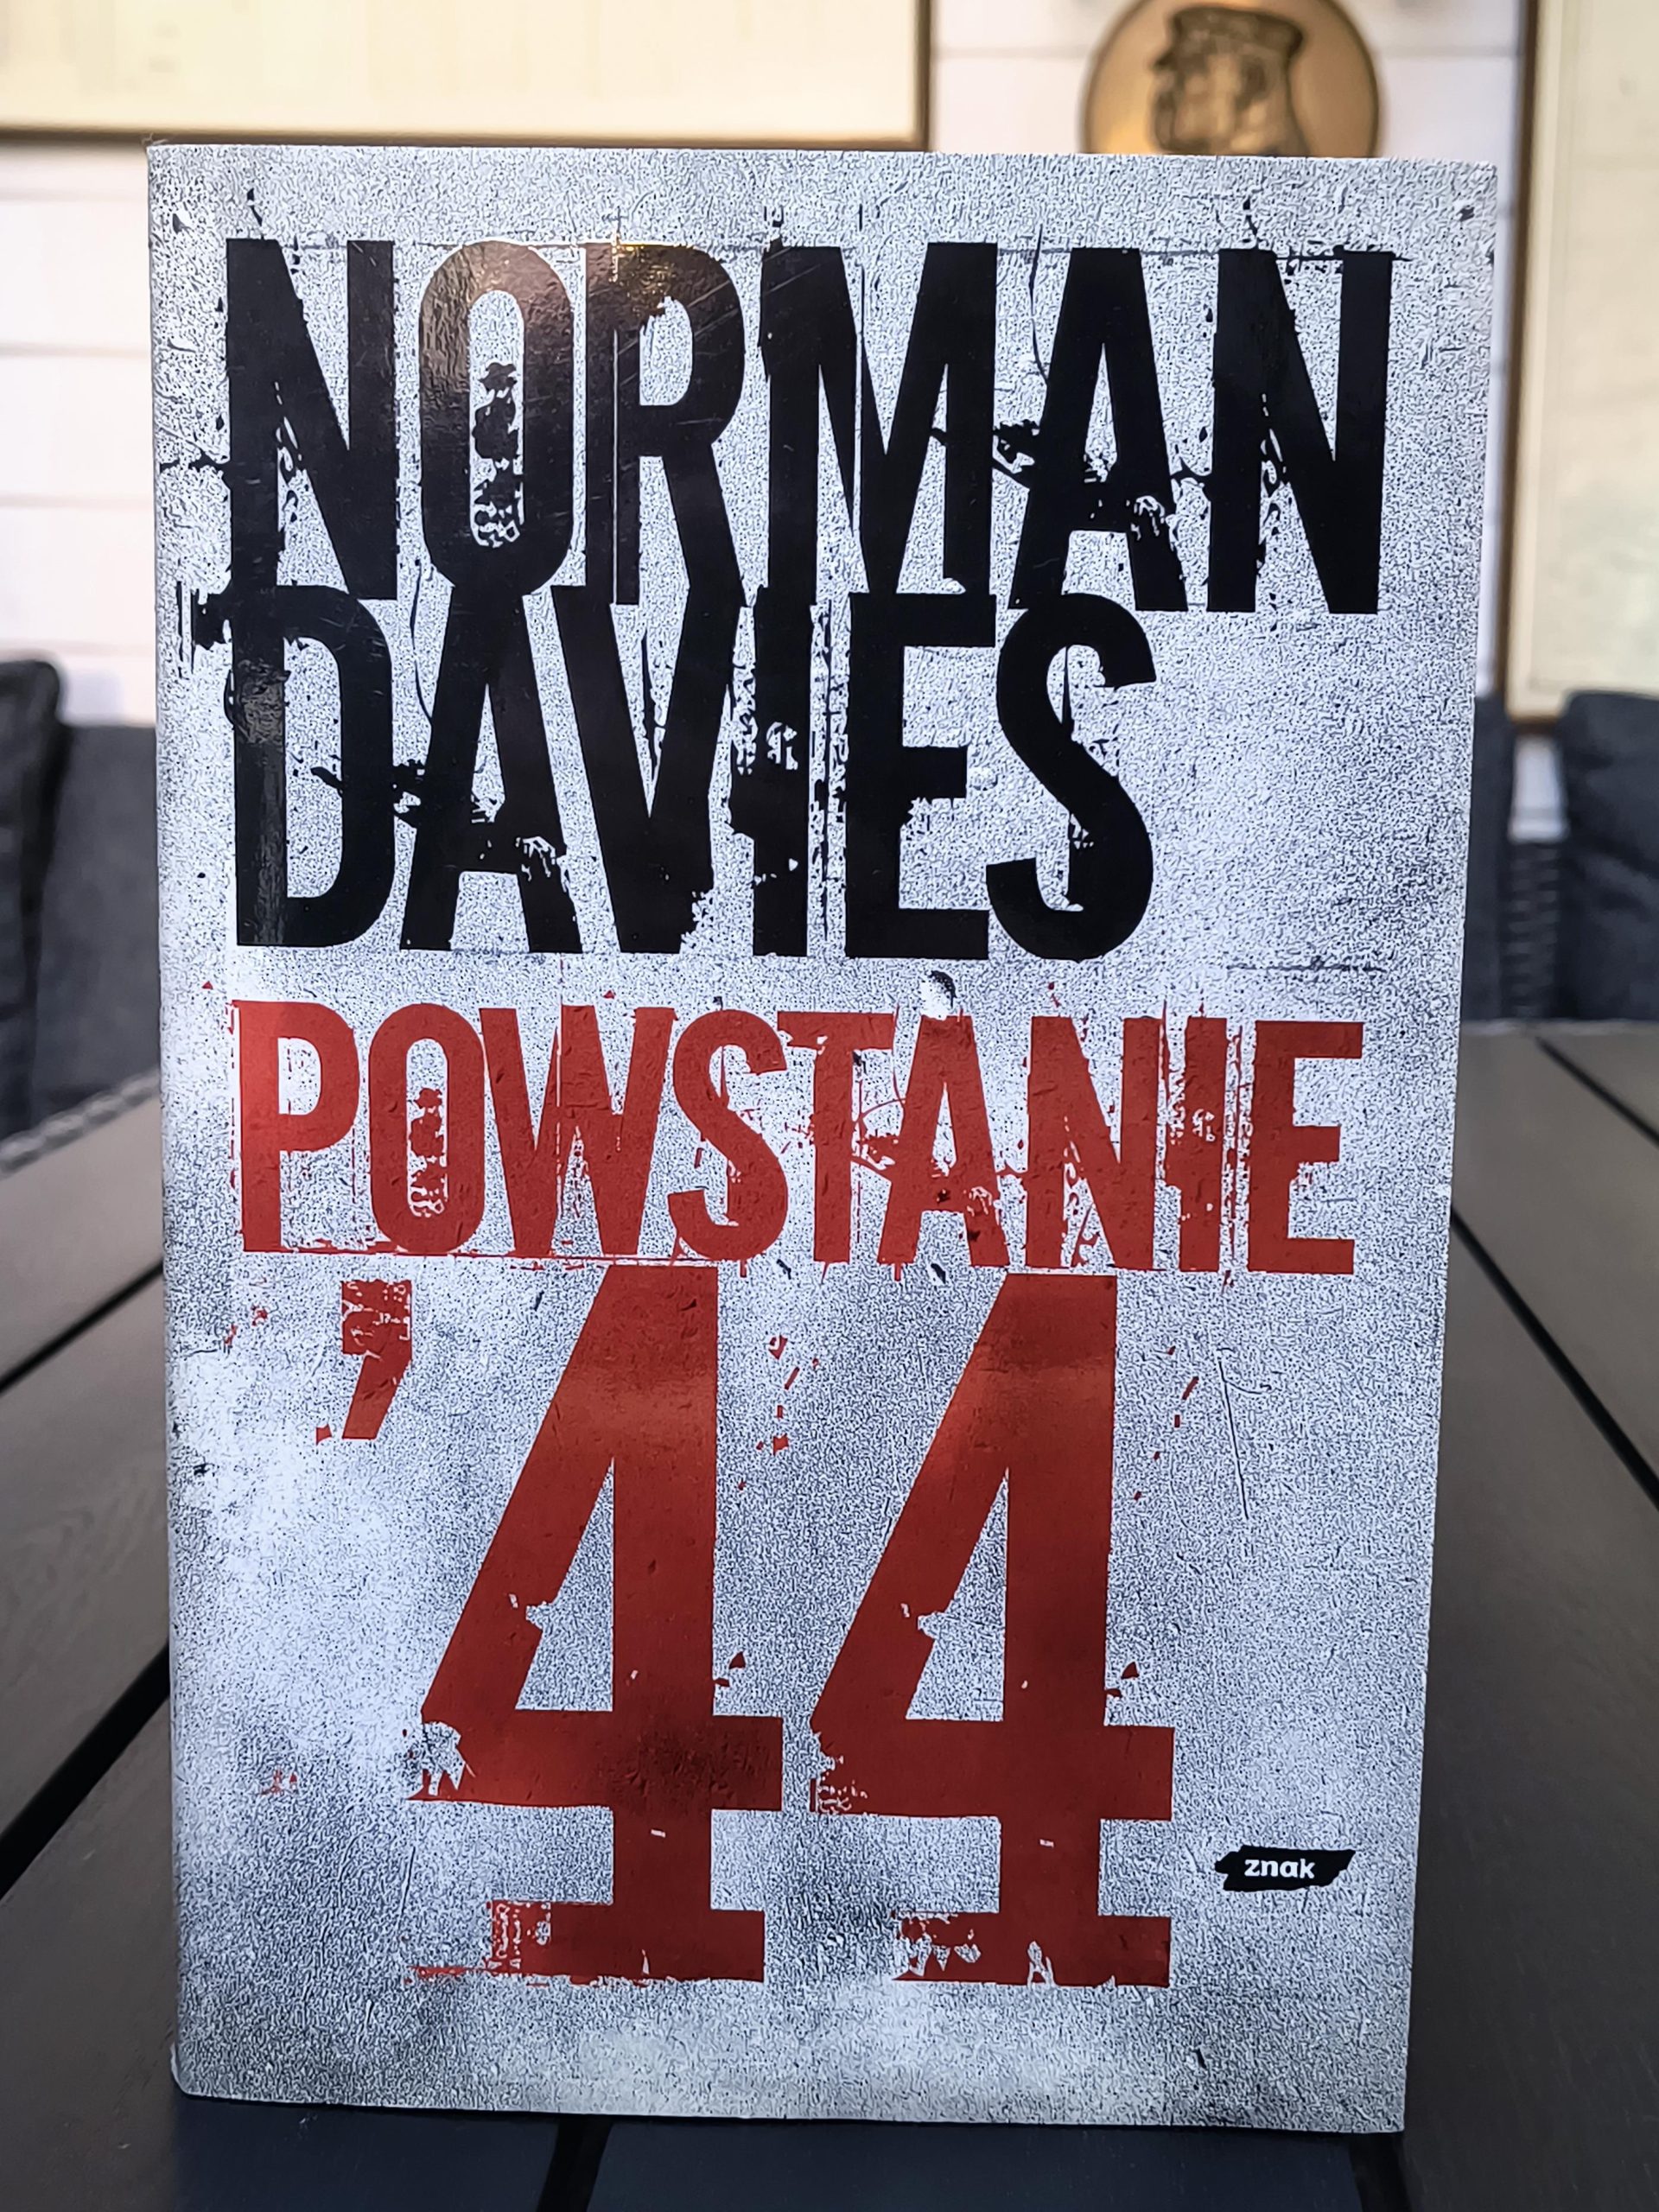 NORMAN
DAVIES
POWSTANIE
’44
znak